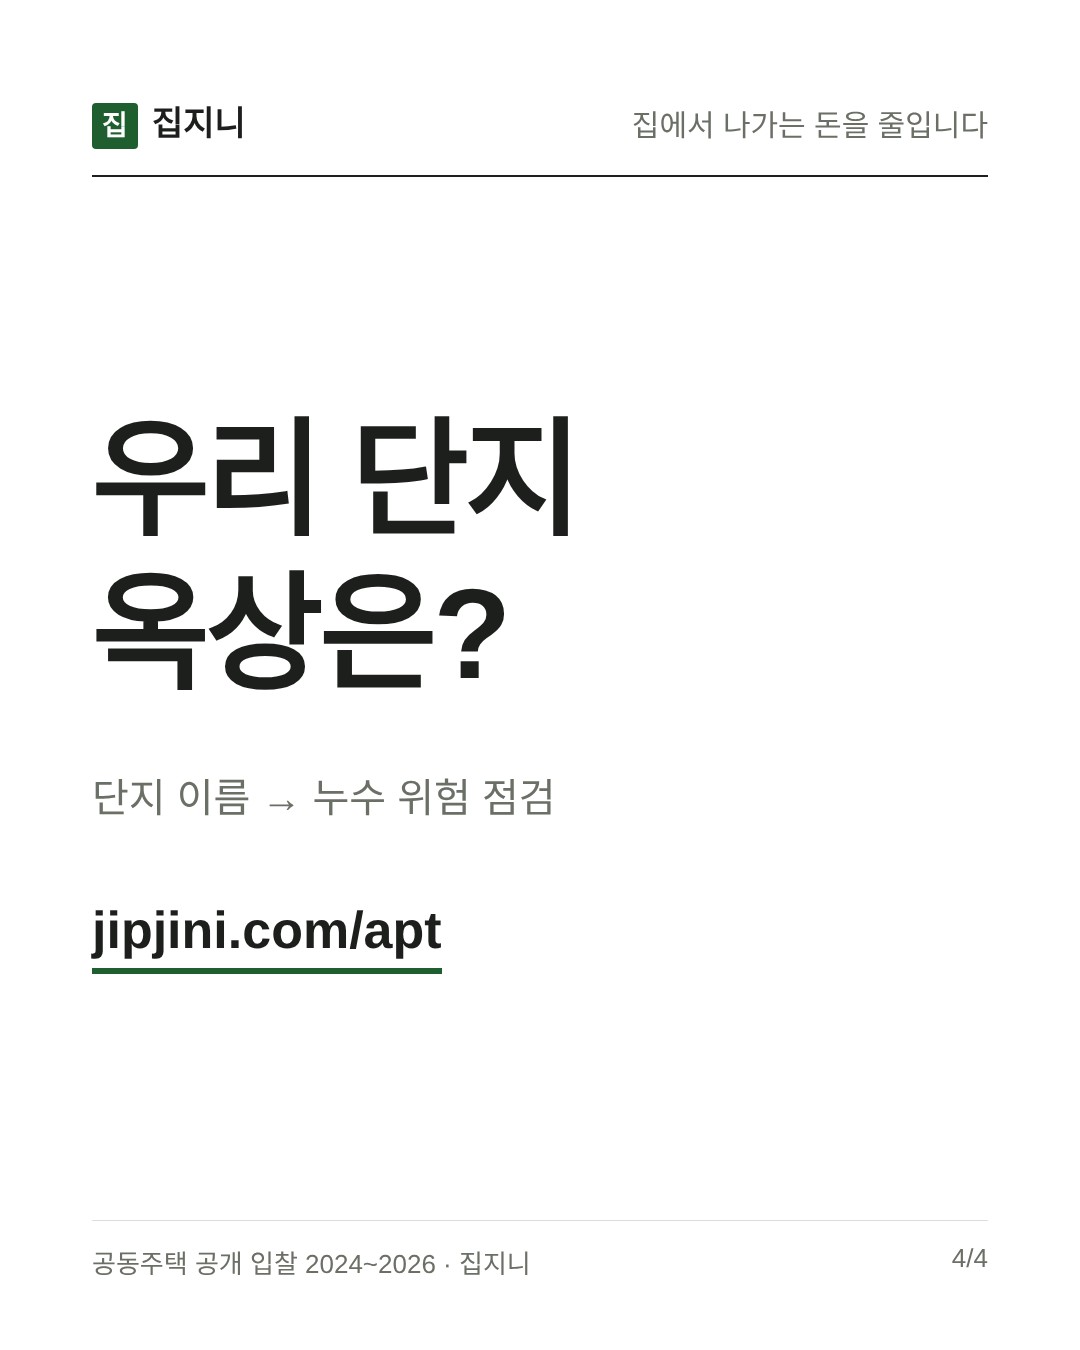 집 집지니
집에서 나가는 돈을 줄입니다
우리 단지
옥상은?
단지 이름 → 누수 위험 점검
jipjini.com/apt
공동주택 공개 입찰 2024~2026 · 집지니
4/4